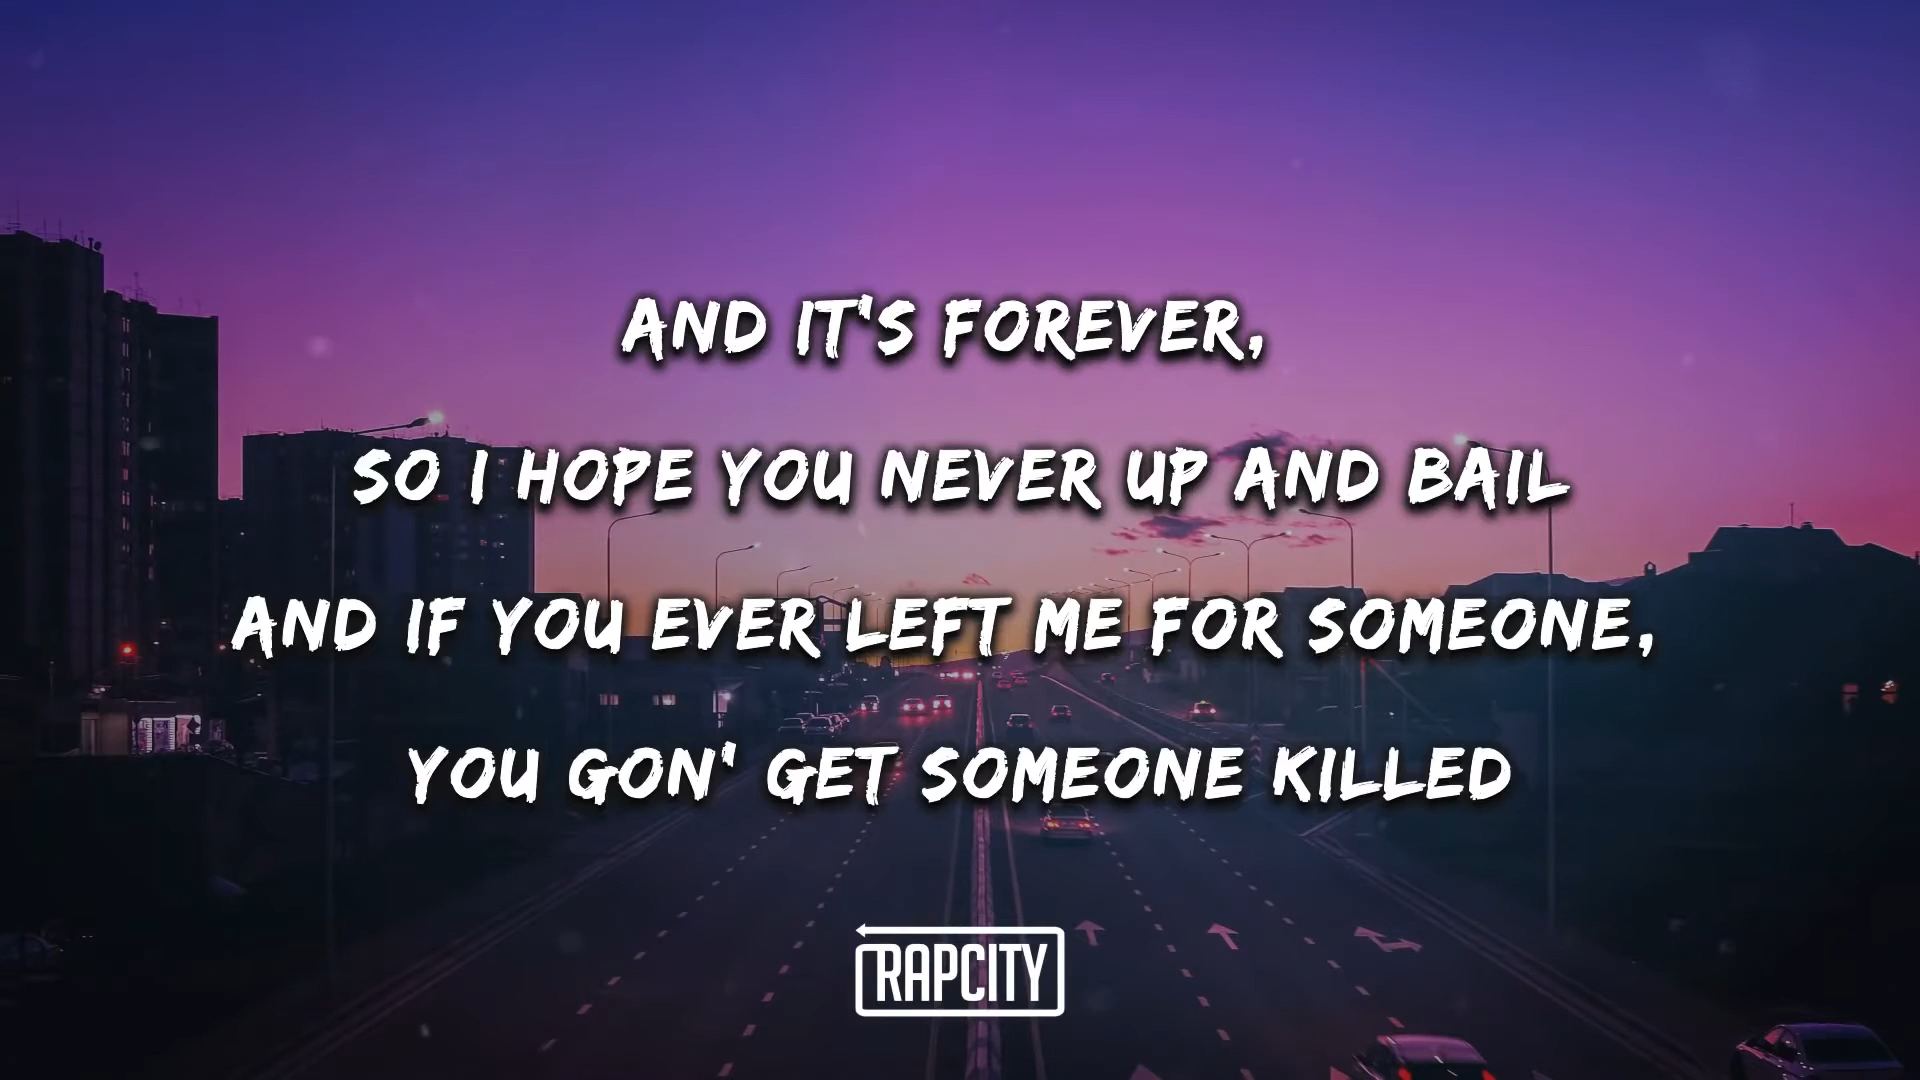 AND IT'S FOREVER,
SO I HOPE YOU NEVER UP AND BAIL
AND IF YOU EVER LEFT ME FOR SOMEONE,
YOU GON' GET SOMEONE KILLED
RAPCITY